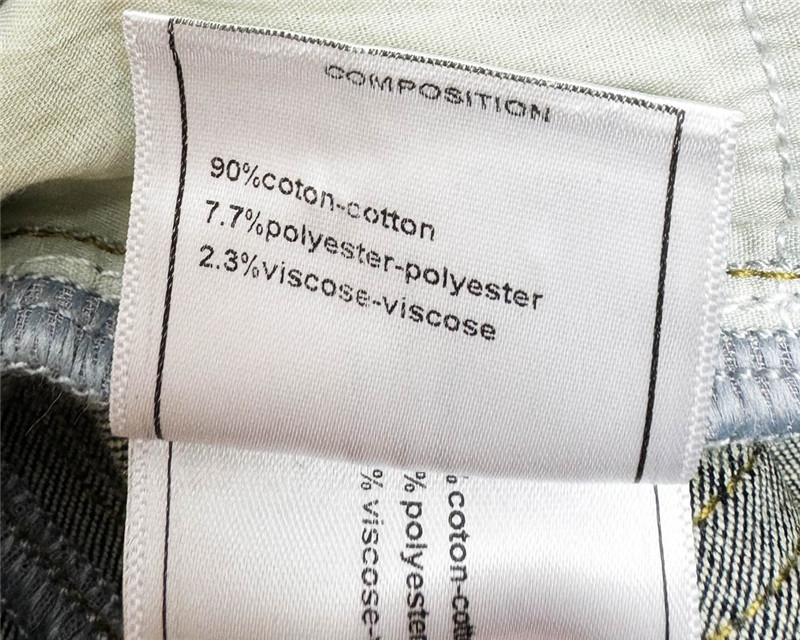 COMPOSITION
90%coton-cotton
7.7%polyester-polyester
2.3%viscose-viscose
% coton-cott
% polyester
% viscose-